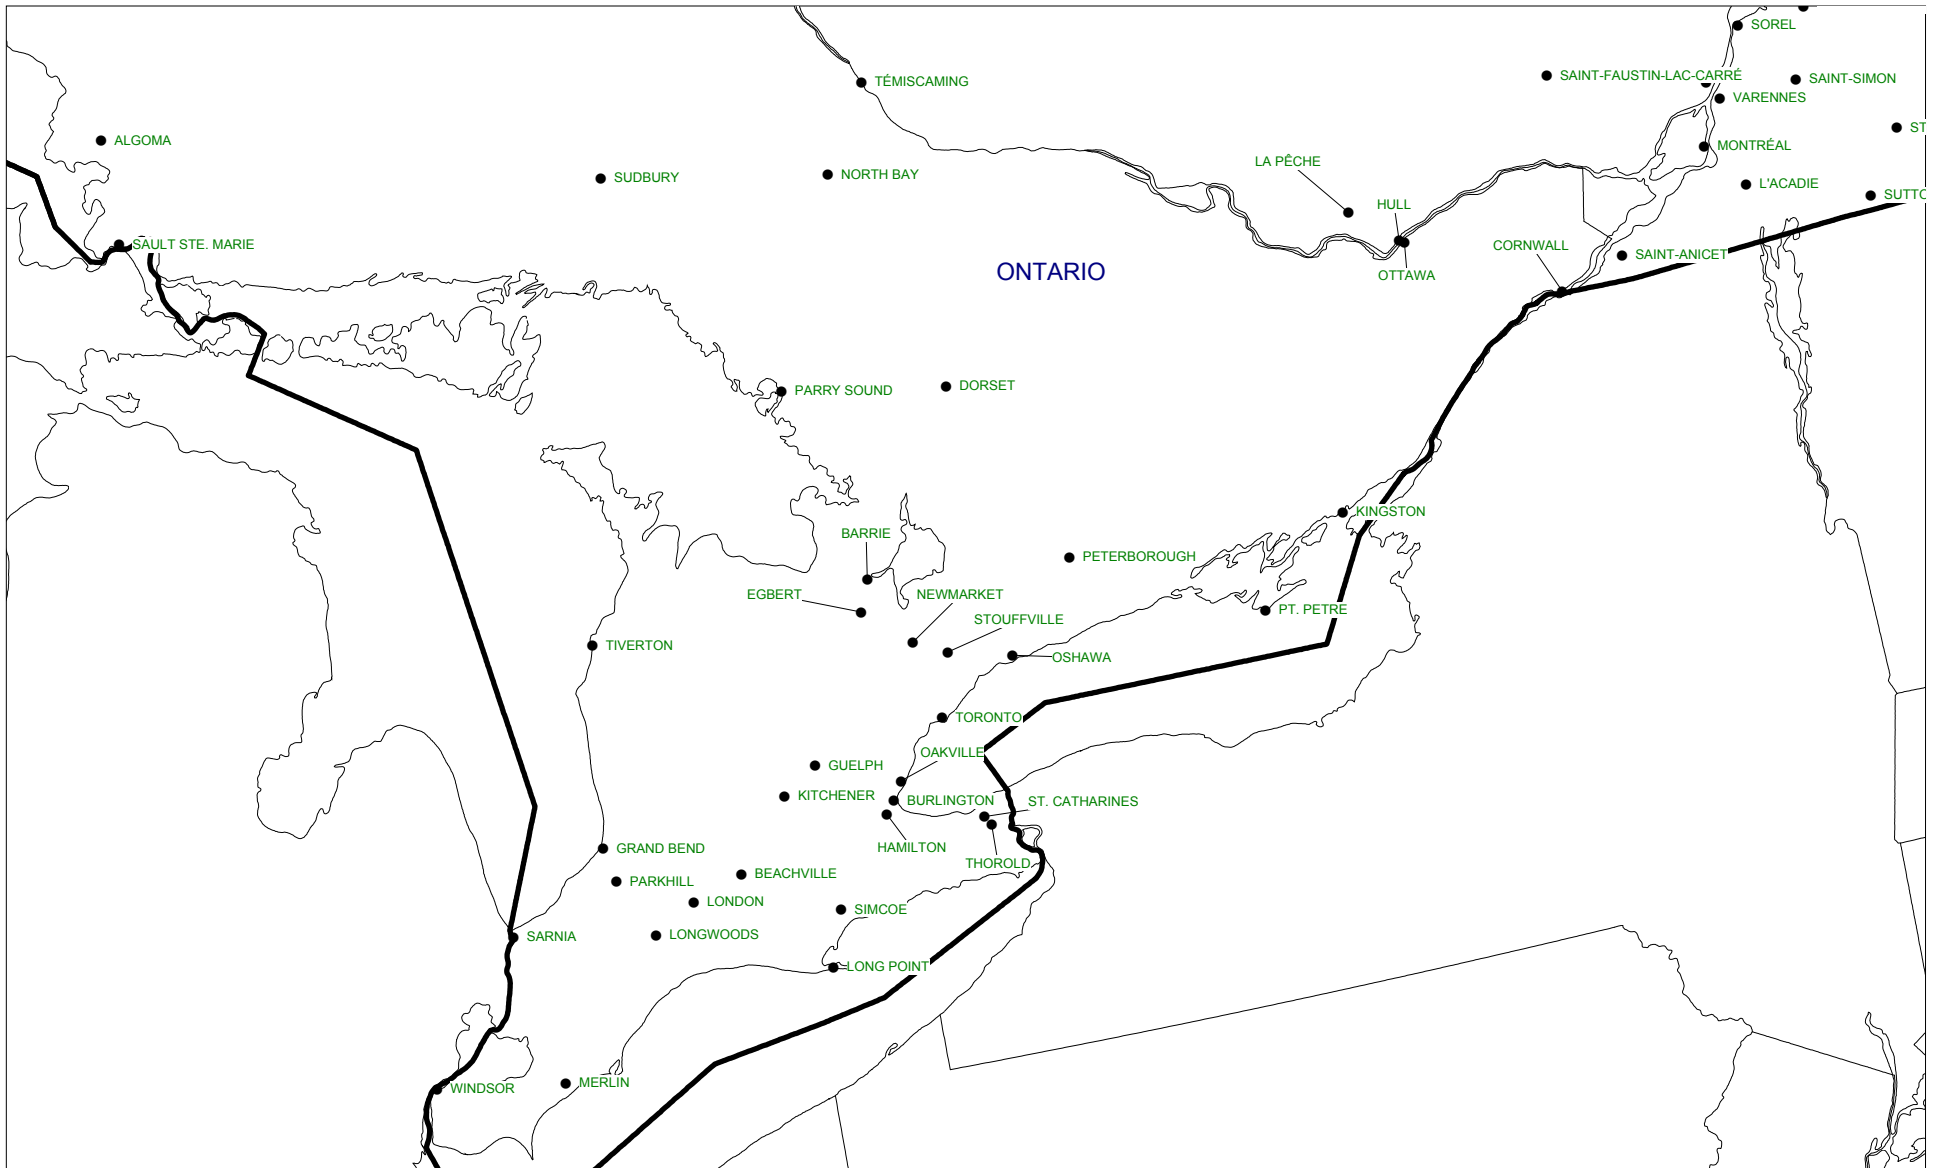 SOREL
TÉMISCAMING
SAINT-FAUSTIN-LAC-CARRÉ
SAINT-SIMON
VARENNES
ST
ALGOMA
MONTRÉAL
LA PÊCHE
SUDBURY
NORTH BAY
L'ACADIE
SUTTO
HULL
SAULT STE. MARIE
CORNWALL
SAINT-ANICET
ONTARIO
OTTAWA
PARRY SOUND
DORSET
KINGSTON
BARRIE
PETERBOROUGH
EGBERT
NEWMARKET
PT. PETRE
STOUFFVILLE
TIVERTON
OSHAWA
TORONTO
OAKVILLE
GUELPH
KITCHENER
BURLINGTON
ST. CATHARINES
GRAND BEND
HAMILTON
THOROLD
BEACHVILLE
PARKHILL
LONDON
SIMCOE
SARNIA
LONGWOODS
LONG POINT
WINDSOR
MERLIN